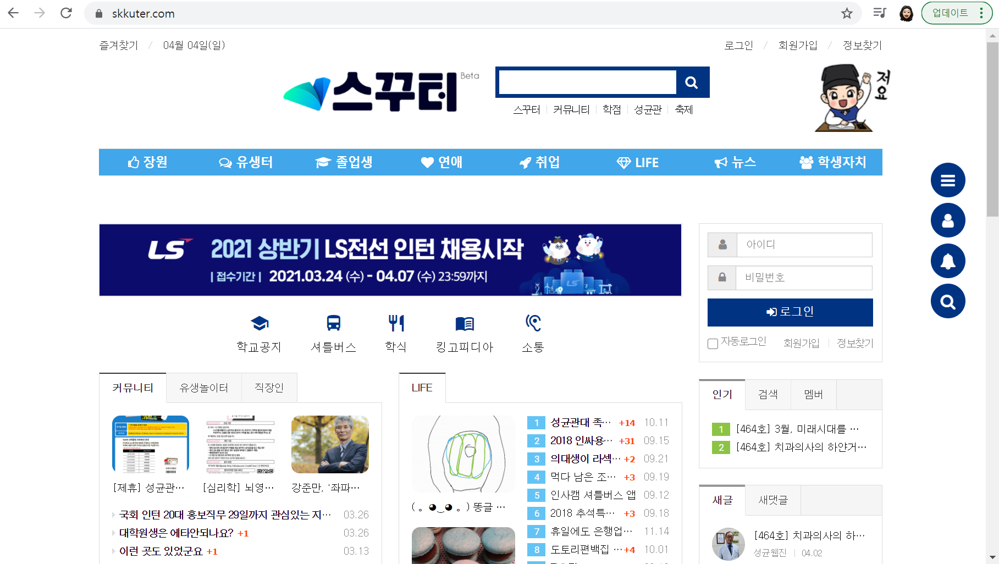 skkuter.com
업데이트
즐겨찾기 / 04월 04일(일)
로그인 / 회원가입 / 정보찾기
스꾸터 Beta
저요
스꾸터 | 커뮤니티 | 학점 | 성균관 | 축제
장원 유생터 졸업생 연애 취업 LIFE 뉴스 학생자치
LS 2021 상반기 LS전선 인턴 채용시작
| 접수기간 | 2021.03.24 (수) - 04.07 (수) 23:59까지
LS
아이디
비밀번호
로그인
자동로그인 회원가입 | 정보찾기
학교공지 셔틀버스 학식 킹고피디아 소통
커뮤니티 유생놀이터 직장인
[제휴] 성균관… [심리학] 뇌영… 강준만, '좌파…
국회 인턴 20대 홍보직무 29일까지 관심있는 지… 03.26
대학원생은 에타안되나요? +1 03.26
이런 곳도 있었군요 +1 03.13
LIFE
( 。 ◕‿◕ 。) 똥글 …
1 성균관대 족… +14 10.11
2 2018 인싸용… +31 09.15
3 의대생이 라섹… +2 09.21
4 먹다 남은 조… +3 09.19
5 인사캠 셔틀버스 앱 09.12
6 2018 추석특… +3 09.18
7 휴일에도 은행업… 11.14
8 도토리편백집 … +4 10.01
인기 검색 멤버
1 [464호] 3월, 미래시대를 …
2 [464호] 치과의사의 하얀거…
새글 새댓글
[464호] 치과의사의 하…
성균웹진 | 04.02